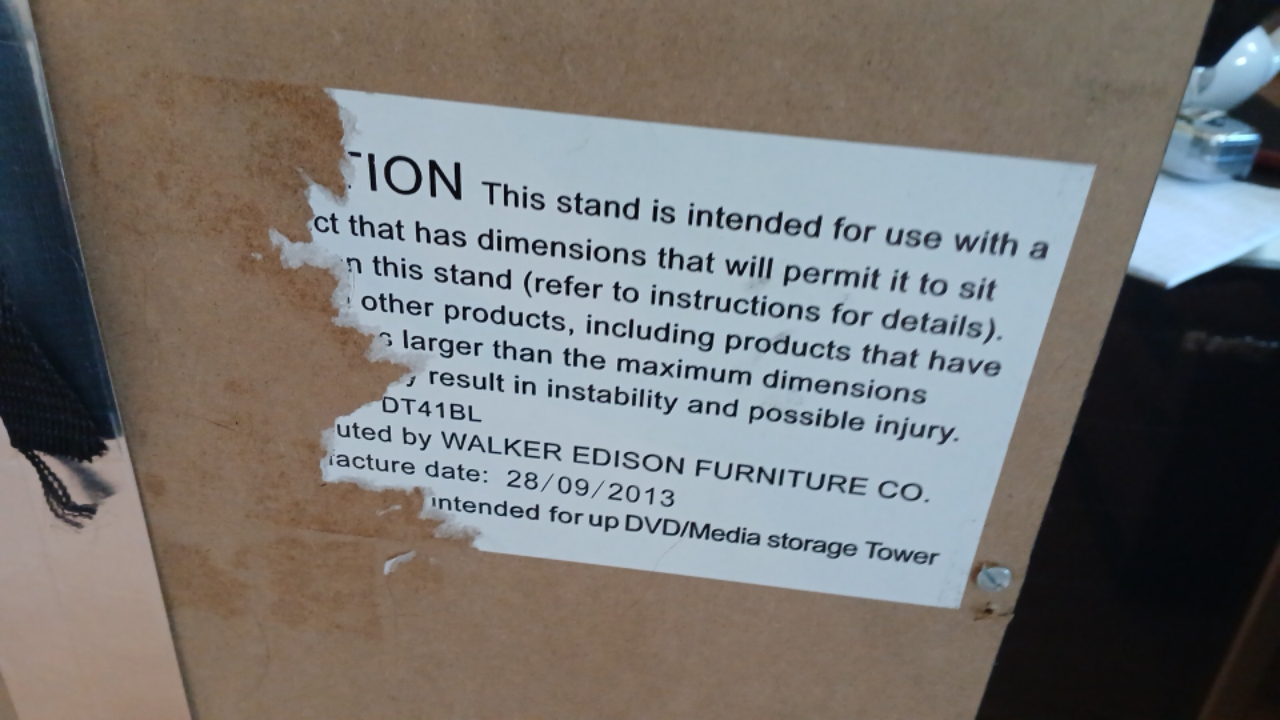 TION This stand is intended for use with a
ct that has dimensions that will permit it to sit
n this stand (refer to instructions for details).
other products, including products that have
s larger than the maximum dimensions
y result in instability and possible injury.
DT41BL
uted by WALKER EDISON FURNITURE CO.
facture date: 28/09/2013
intended for up DVD/Media storage Tower